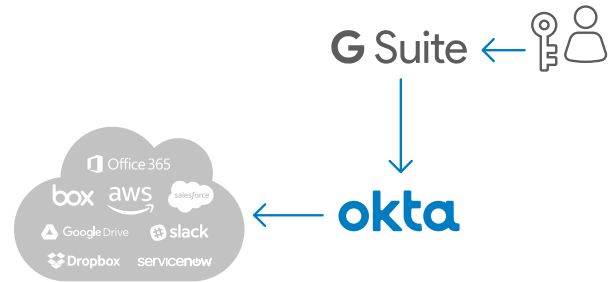 G Suite
Office 365
box aws salesforce
okta
Google Drive slack
Dropbox servicenow